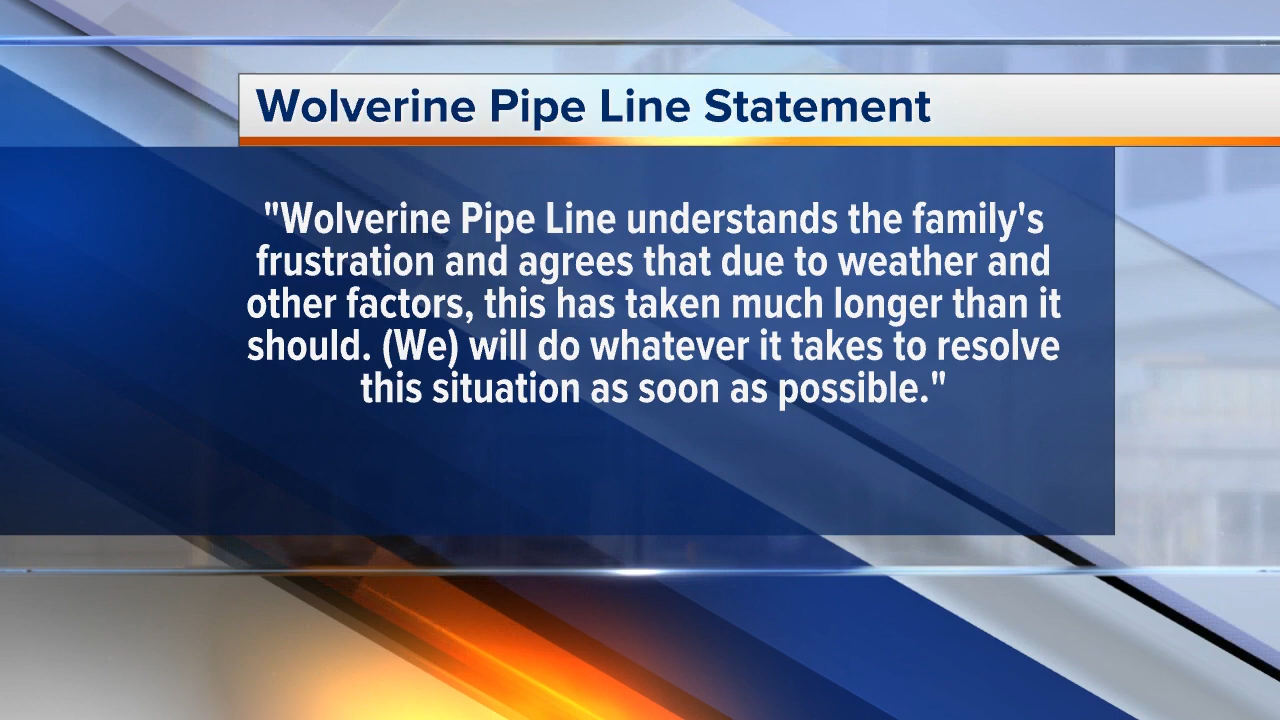 Wolverine Pipe Line Statement
"Wolverine Pipe Line understands the family's
frustration and agrees that due to weather and
other factors, this has taken much longer than it
should. (We) will do whatever it takes to resolve
this situation as soon as possible."